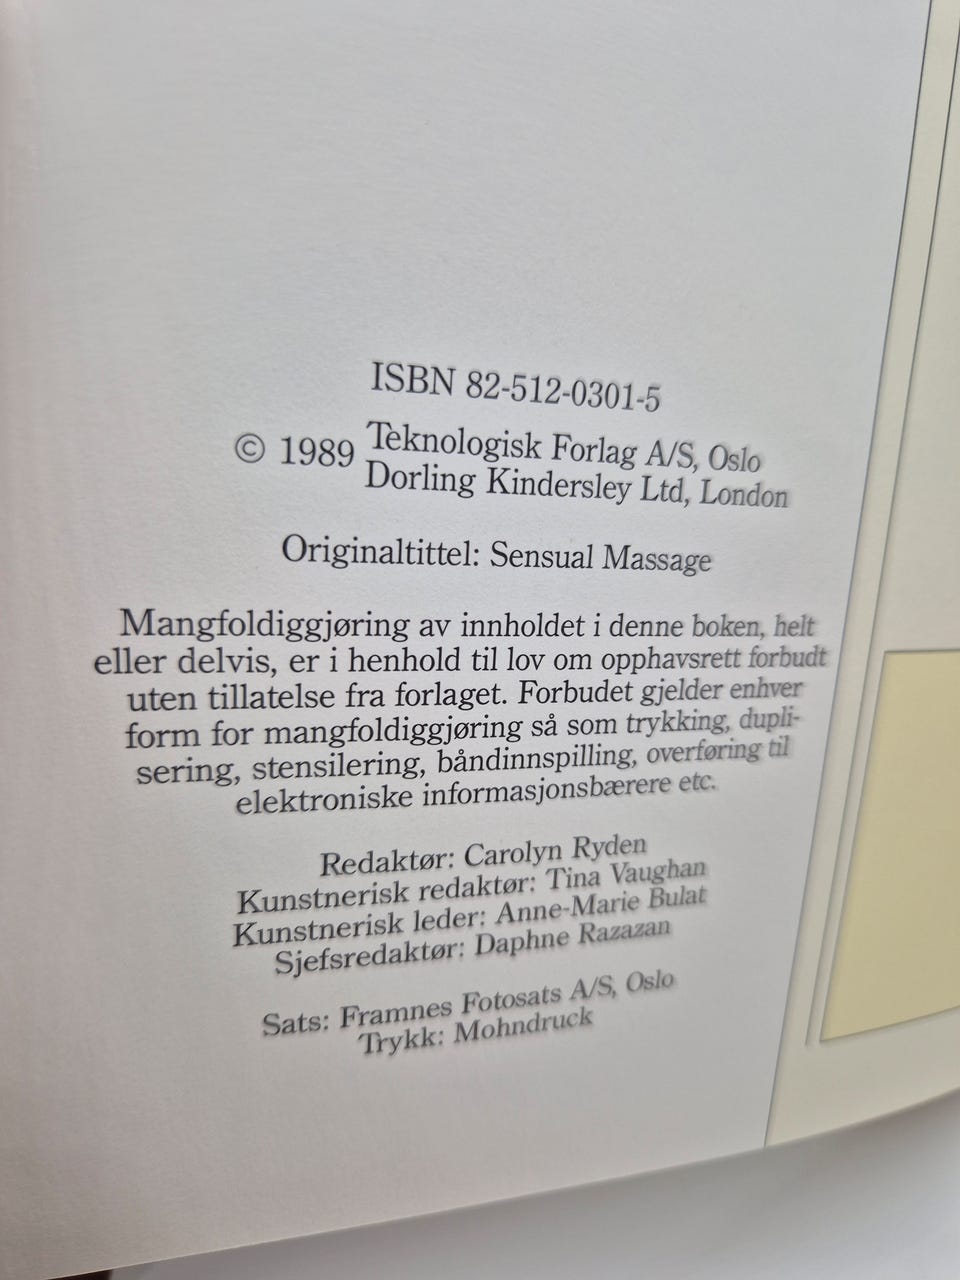 ISBN 82-512-0301-5
© 1989 Teknologisk Forlag A/S, Oslo
Dorling Kindersley Ltd, London
Originaltittel: Sensual Massage
Mangfoldiggjøring av innholdet i denne boken, helt
eller delvis, er i henhold til lov om opphavsrett forbudt
uten tillatelse fra forlaget. Forbudet gjelder enhver
form for mangfoldiggjøring så som trykking, dupli-
sering, stensilering, båndinnspilling, overføring til
elektroniske informasjonsbærere etc.
Redaktør: Carolyn Ryden
Kunstnerisk redaktør: Tina Vaughan
Kunstnerisk leder: Anne-Marie Bulat
Sjefsredaktør: Daphne Razazan
Sats: Framnes Fotosats A/S, Oslo
Trykk: Mohndruck